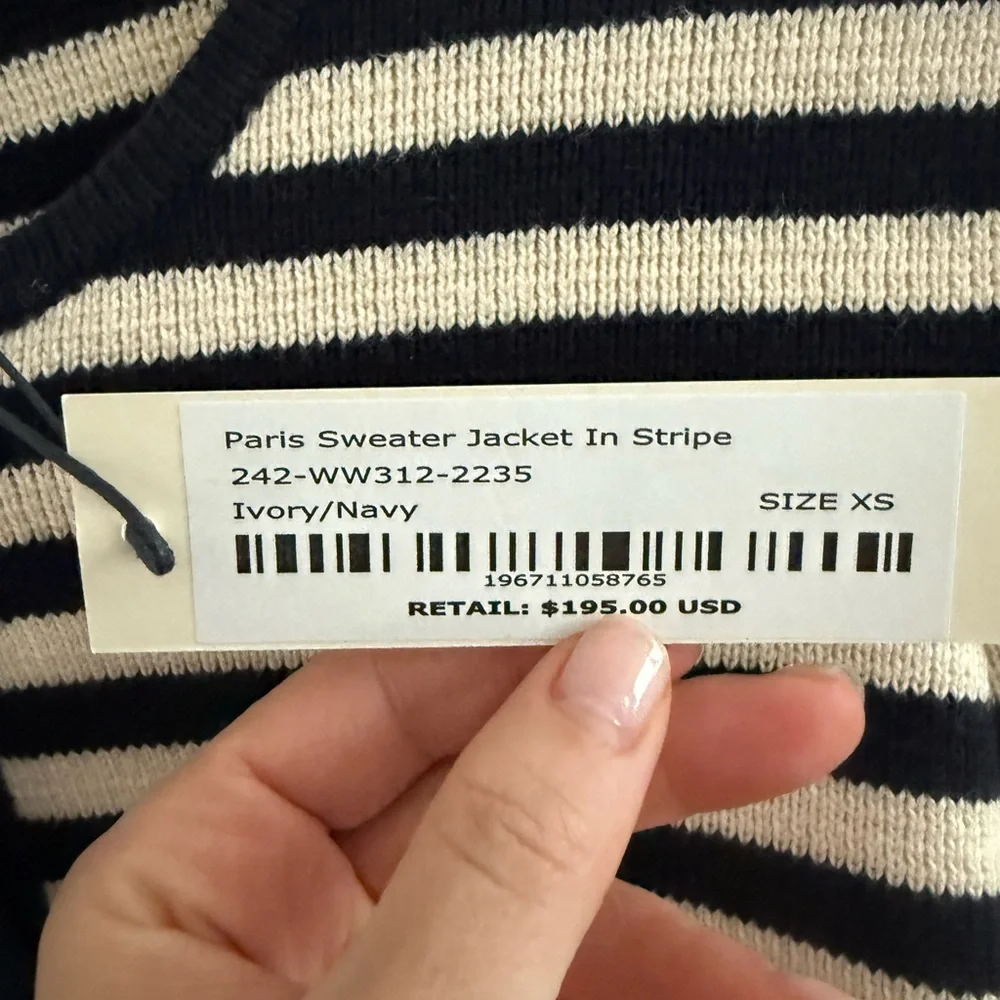 Paris Sweater Jacket In Stripe
242-WW312-2235
Ivory/Navy
SIZE XS
196711058765
RETAIL: $195.00 USD